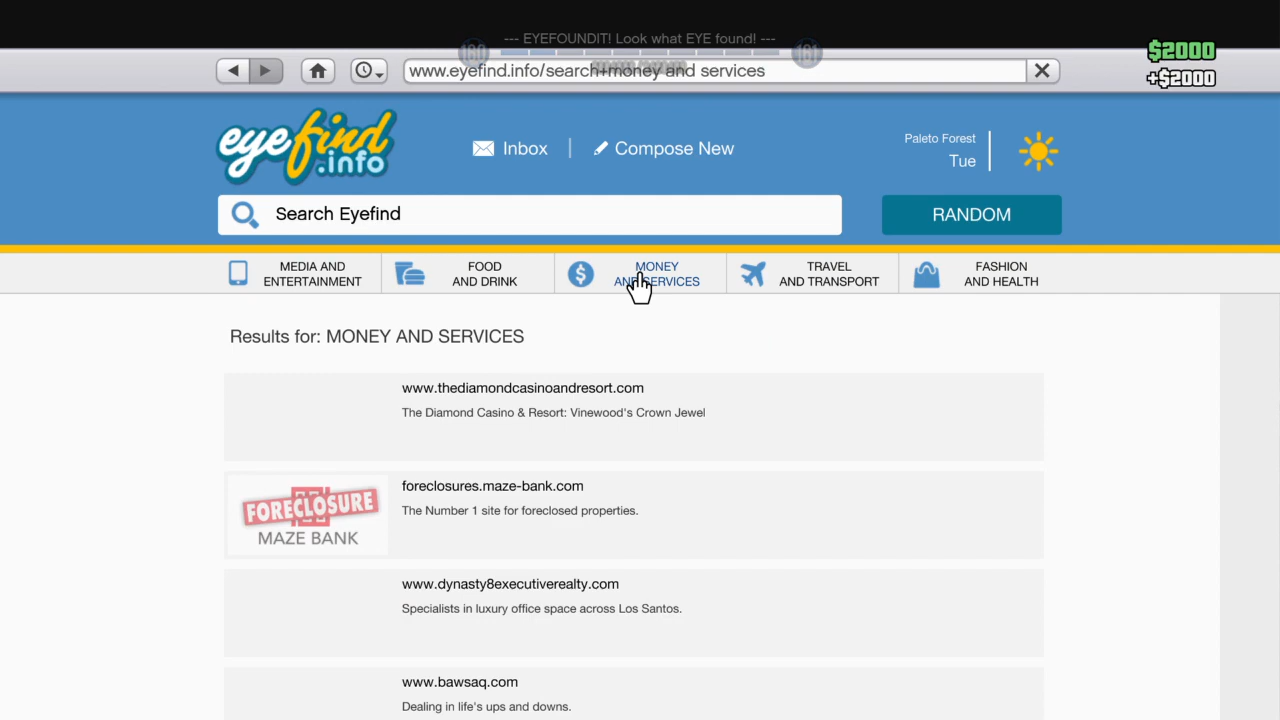 --- EYEFOUNDIT! Look what EYE found! ---
160
161
www.eyefind.info/search+money and services
$2000
+$2000
eyefind
.info
Inbox
Compose New
Paleto Forest
Tue
Search Eyefind
RANDOM
MEDIA AND
ENTERTAINMENT
FOOD
AND DRINK
MONEY
AND SERVICES
TRAVEL
AND TRANSPORT
FASHION
AND HEALTH
Results for: MONEY AND SERVICES
www.thediamondcasinoandresort.com
The Diamond Casino & Resort: Vinewood's Crown Jewel
FORECLOSURE
MAZE BANK
foreclosures.maze-bank.com
The Number 1 site for foreclosed properties.
www.dynasty8executiverealty.com
Specialists in luxury office space across Los Santos.
www.bawsaq.com
Dealing in life's ups and downs.